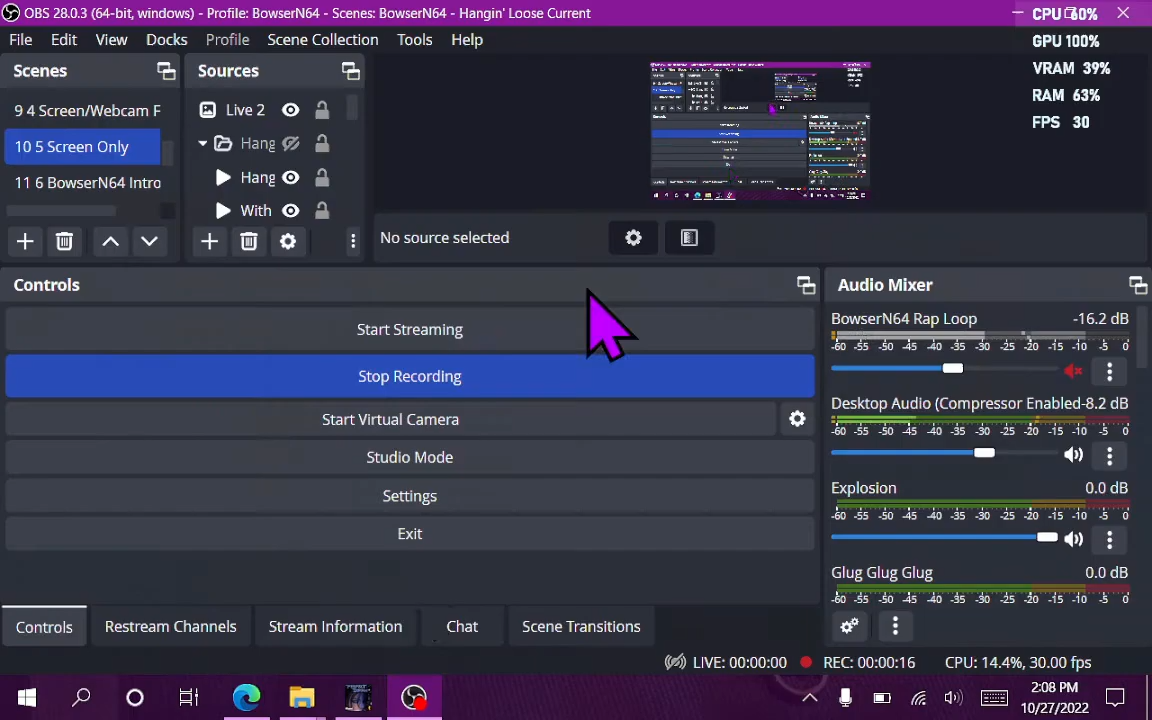 OBS 28.0.3 (64-bit, windows) - Profile: BowserN64 - Scenes: BowserN64 - Hangin' Loose Current
CPU 60%
GPU 100%
VRAM 39%
RAM 63%
FPS 30
File Edit View Docks Profile Scene Collection Tools Help
Scenes
9 4 Screen/Webcam F
10 5 Screen Only
11 6 BowserN64 Intro
Sources
Live 2
Hang
Hang
With
No source selected
Controls
Start Streaming
Stop Recording
Start Virtual Camera
Studio Mode
Settings
Exit
Audio Mixer
BowserN64 Rap Loop -16.2 dB
-60 -55 -50 -45 -40 -35 -30 -25 -20 -15 -10 -5 0
Desktop Audio (Compressor Enabled -8.2 dB
-60 -55 -50 -45 -40 -35 -30 -25 -20 -15 -10 -5 0
Explosion 0.0 dB
-60 -55 -50 -45 -40 -35 -30 -25 -20 -15 -10 -5 0
Glug Glug Glug 0.0 dB
-60 -55 -50 -45 -40 -35 -30 -25 -20 -15 -10 -5 0
Controls Restream Channels Stream Information Chat Scene Transitions
LIVE: 00:00:00 REC: 00:00:16 CPU: 14.4%, 30.00 fps
2:08 PM
10/27/2022